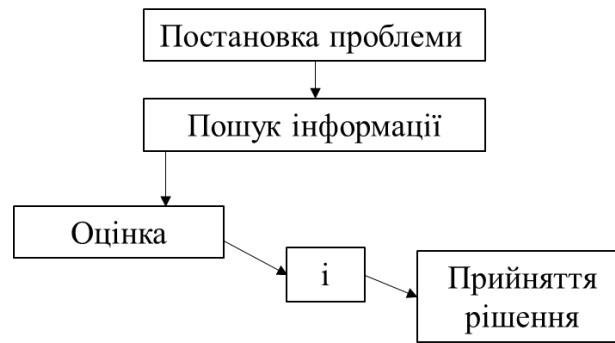 Постановка проблеми
Пошук інформації
Оцінка
і
Прийняття
рішення